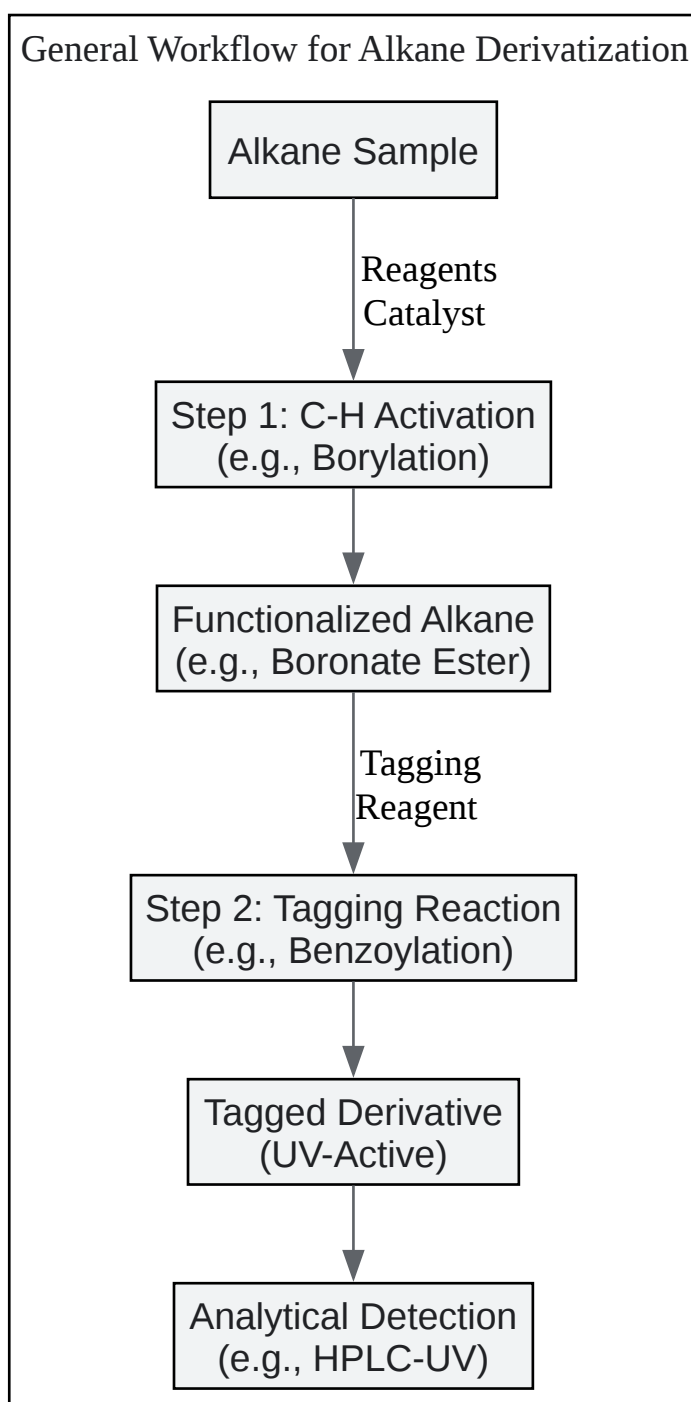 General Workflow for Alkane Derivatization
Alkane Sample
Reagents
Catalyst
Step 1: C-H Activation
(e.g., Borylation)
Functionalized Alkane
(e.g., Boronate Ester)
Tagging
Reagent
Step 2: Tagging Reaction
(e.g., Benzoylation)
Tagged Derivative
(UV-Active)
Analytical Detection
(e.g., HPLC-UV)